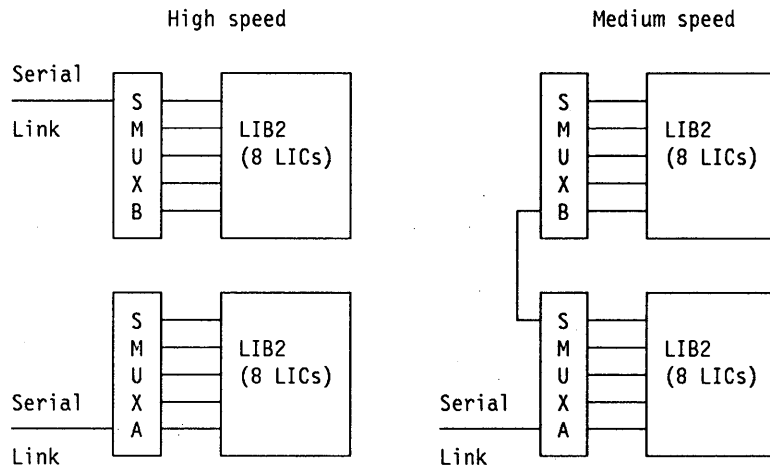 High speed
Medium speed
Serial
Link
S
M
U
X
B
LIB2
(8 LICs)
S
M
U
X
B
LIB2
(8 LICs)
S
M
U
X
A
LIB2
(8 LICs)
Serial
Link
S
M
U
X
A
LIB2
(8 LICs)
Serial
Link